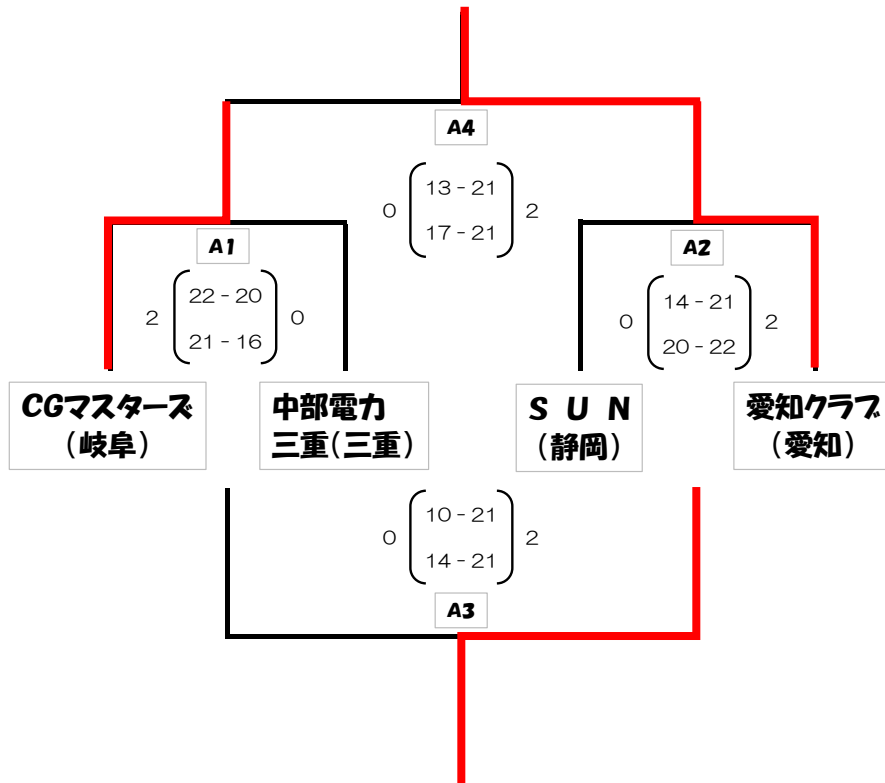 A4
13-21
0 2
17-21
A1
A2
22-20
2 0
21-16
14-21
0 2
20-22
CGマスターズ
(岐阜)
中部電力
三重(三重)
S U N
(静岡)
愛知クラブ
(愛知)
10-21
0 2
14-21
A3